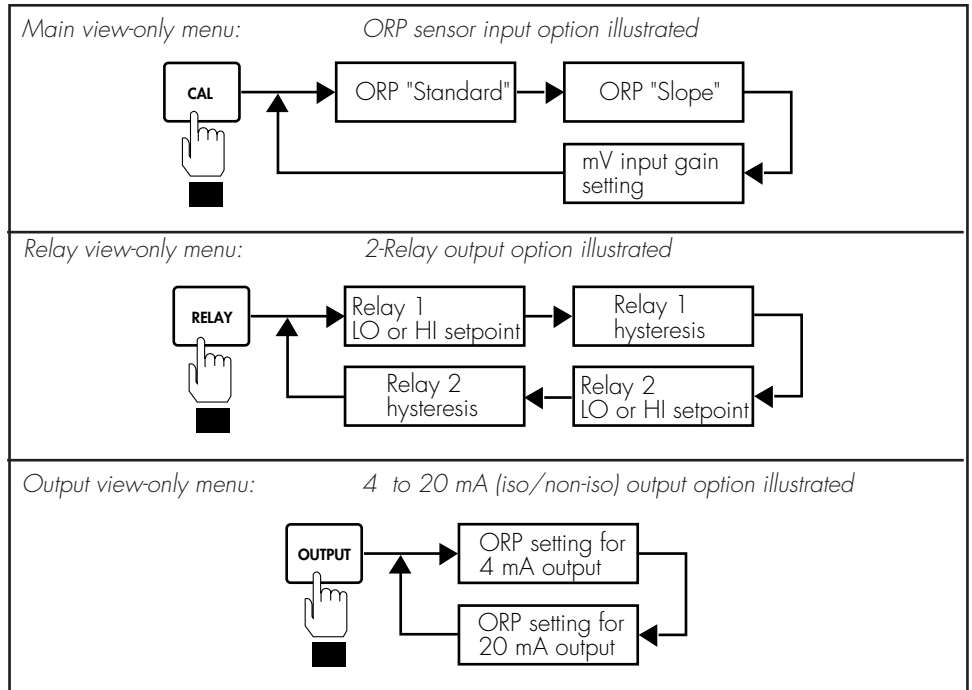 Main view-only menu: ORP sensor input option illustrated
CAL
ORP "Standard"
ORP "Slope"
mV input gain
setting
Relay view-only menu: 2-Relay output option illustrated
RELAY
Relay 1
LO or HI setpoint
Relay 1
hysteresis
Relay 2
hysteresis
Relay 2
LO or HI setpoint
Output view-only menu: 4 to 20 mA (iso/non-iso) output option illustrated
OUTPUT
ORP setting for
4 mA output
ORP setting for
20 mA output